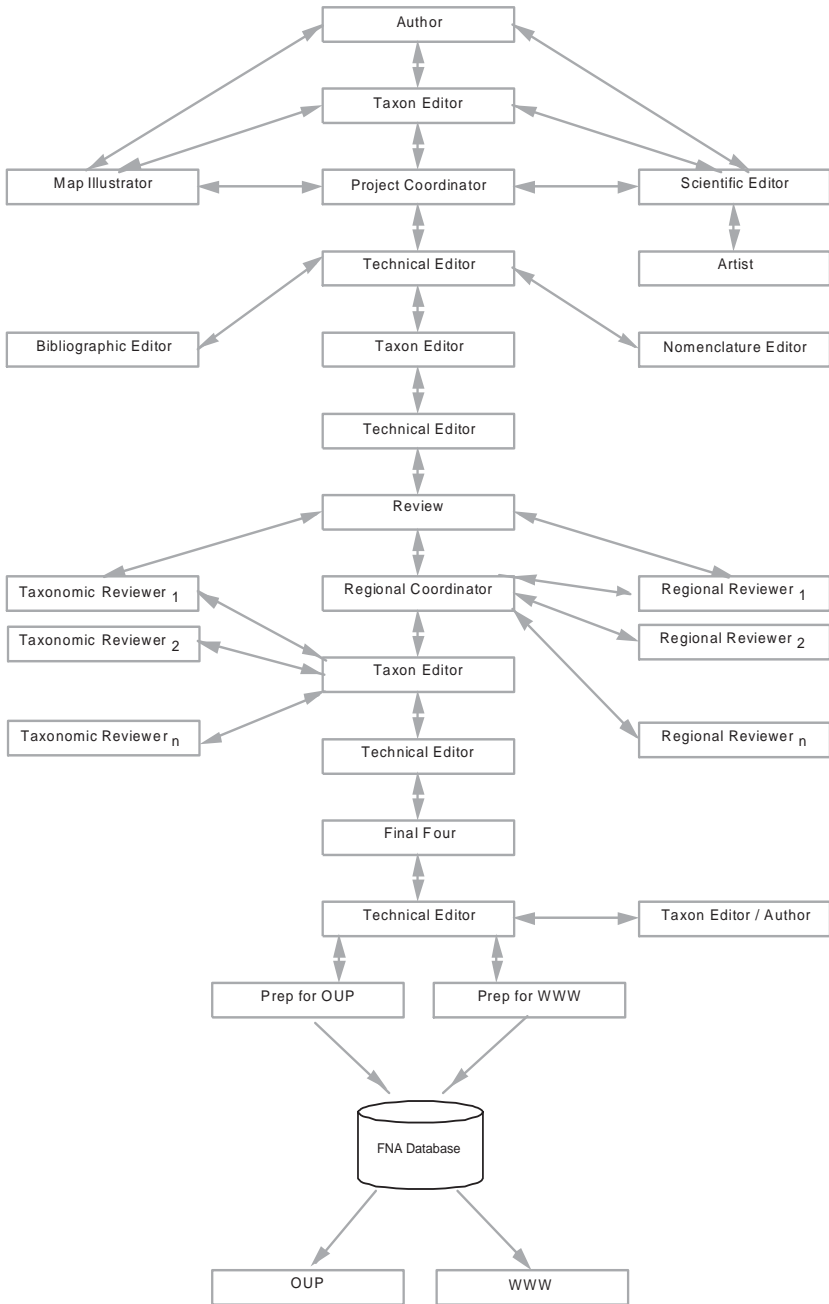 Author
Taxon Editor
Map Illustrator
Project Coordinator
Scientific Editor
Technical Editor
Artist
Bibliographic Editor
Taxon Editor
Nomenclature Editor
Technical Editor
Review
Taxonomic Reviewer 1
Regional Coordinator
Regional Reviewer 1
Taxonomic Reviewer 2
Regional Reviewer 2
Taxon Editor
Taxonomic Reviewer n
Technical Editor
Regional Reviewer n
Final Four
Technical Editor
Taxon Editor / Author
Prep for OUP
Prep for WWW
FNA Database
OUP
WWW